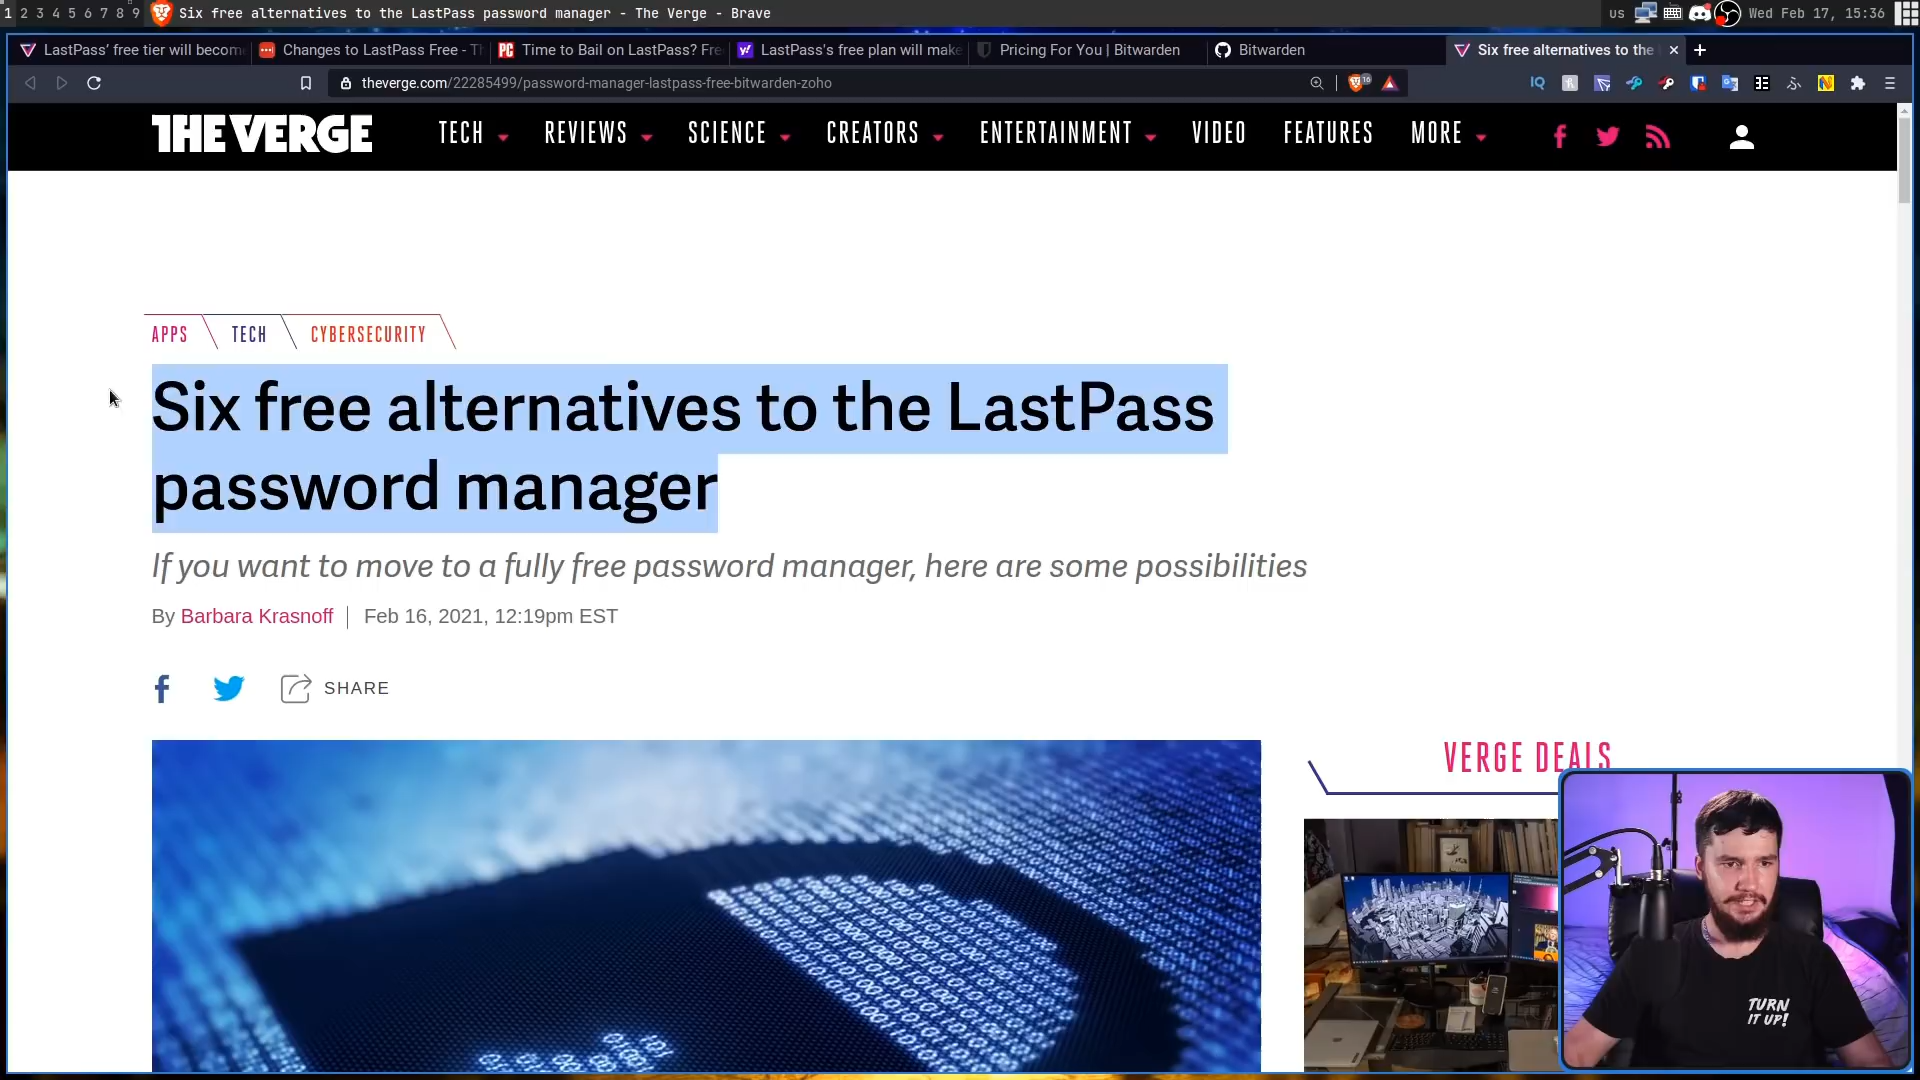 1 2 3 4 5 6 7 8 9 Six free alternatives to the LastPass password manager - The Verge - Brave
us Wed Feb 17, 15:36
LastPass’ free tier will becom
Changes to LastPass Free - Th
Time to Bail on LastPass? Fre
LastPass's free plan will make
Pricing For You | Bitwarden
Bitwarden
Six free alternatives to the
theverge.com/22285499/password-manager-lastpass-free-bitwarden-zoho
THE VERGE
TECH REVIEWS SCIENCE CREATORS ENTERTAINMENT VIDEO FEATURES MORE
APPS TECH CYBERSECURITY
Six free alternatives to the LastPass
password manager
If you want to move to a fully free password manager, here are some possibilities
By Barbara Krasnoff | Feb 16, 2021, 12:19pm EST
SHARE
VERGE DEALS
TURN
IT UP!